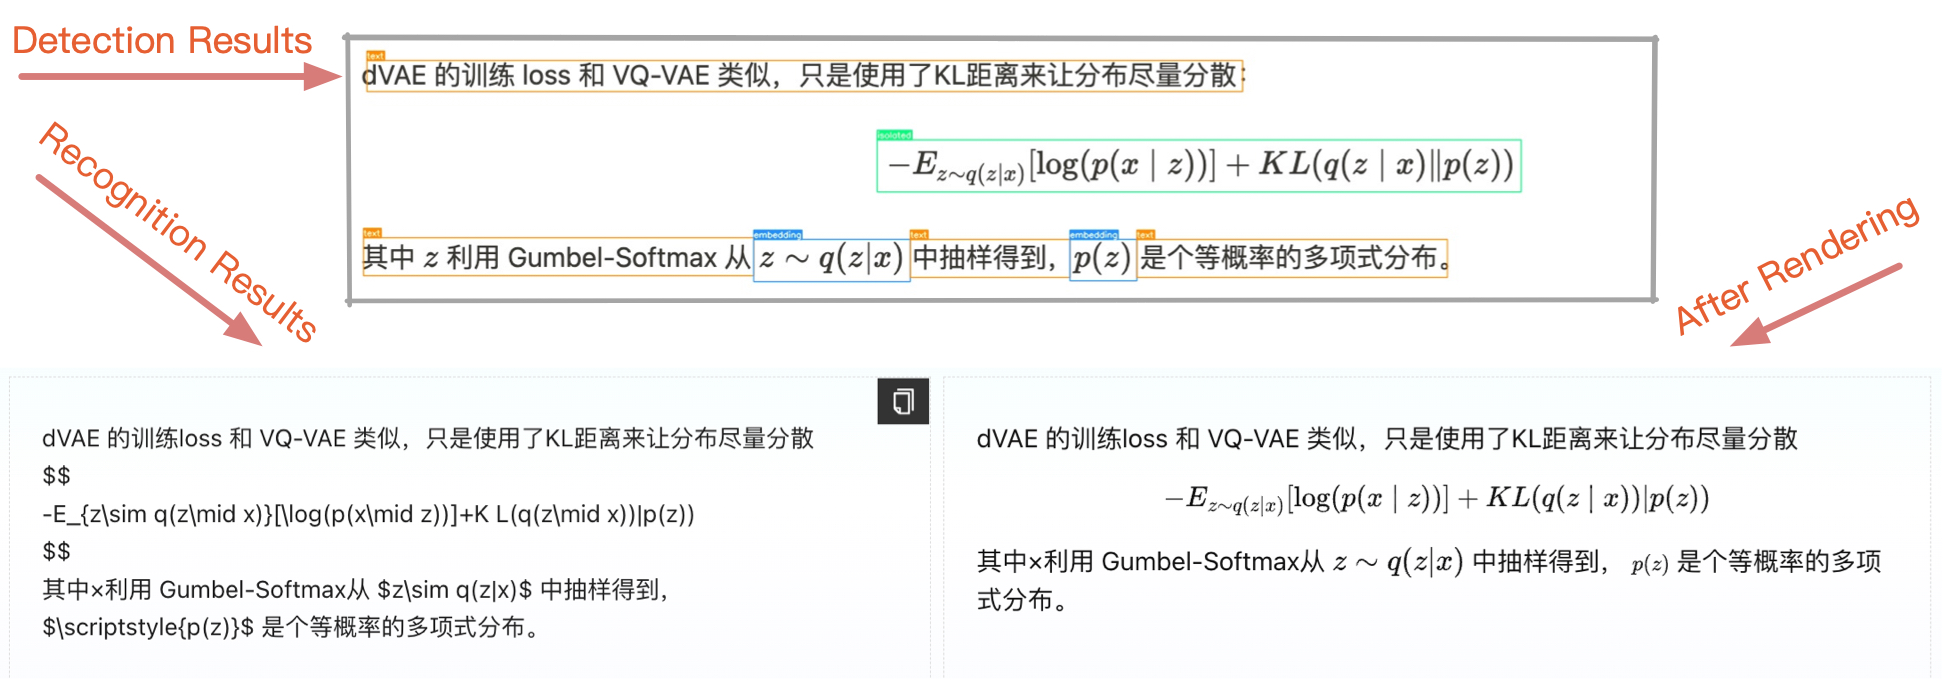 Detection Results
text
dVAE 的训练 loss 和 VQ-VAE 类似，只是使用了KL距离来让分布尽量分散：
isolated
−E_{z∼q(z|x)}[log(p(x | z))] + KL(q(z | x)‖p(z))
text embedding text embedding text
其中 z 利用 Gumbel-Softmax 从 z ∼ q(z|x) 中抽样得到，p(z) 是个等概率的多项式分布。
Recognition Results
After Rendering
dVAE 的训练loss 和 VQ-VAE 类似，只是使用了KL距离来让分布尽量分散
$$
-E_{z\sim q(z\mid x)}[\log(p(x\mid z))]+K L(q(z\mid x))|p(z))
$$
其中×利用 Gumbel-Softmax从 $z\sim q(z|x)$ 中抽样得到，
$\scriptstyle{p(z)}$ 是个等概率的多项式分布。
dVAE 的训练loss 和 VQ-VAE 类似，只是使用了KL距离来让分布尽量分散
−E_{z∼q(z|x)}[log(p(x | z))] + KL(q(z | x))|p(z))
其中×利用 Gumbel-Softmax从 z ∼ q(z|x) 中抽样得到， p(z) 是个等概率的多项
式分布。